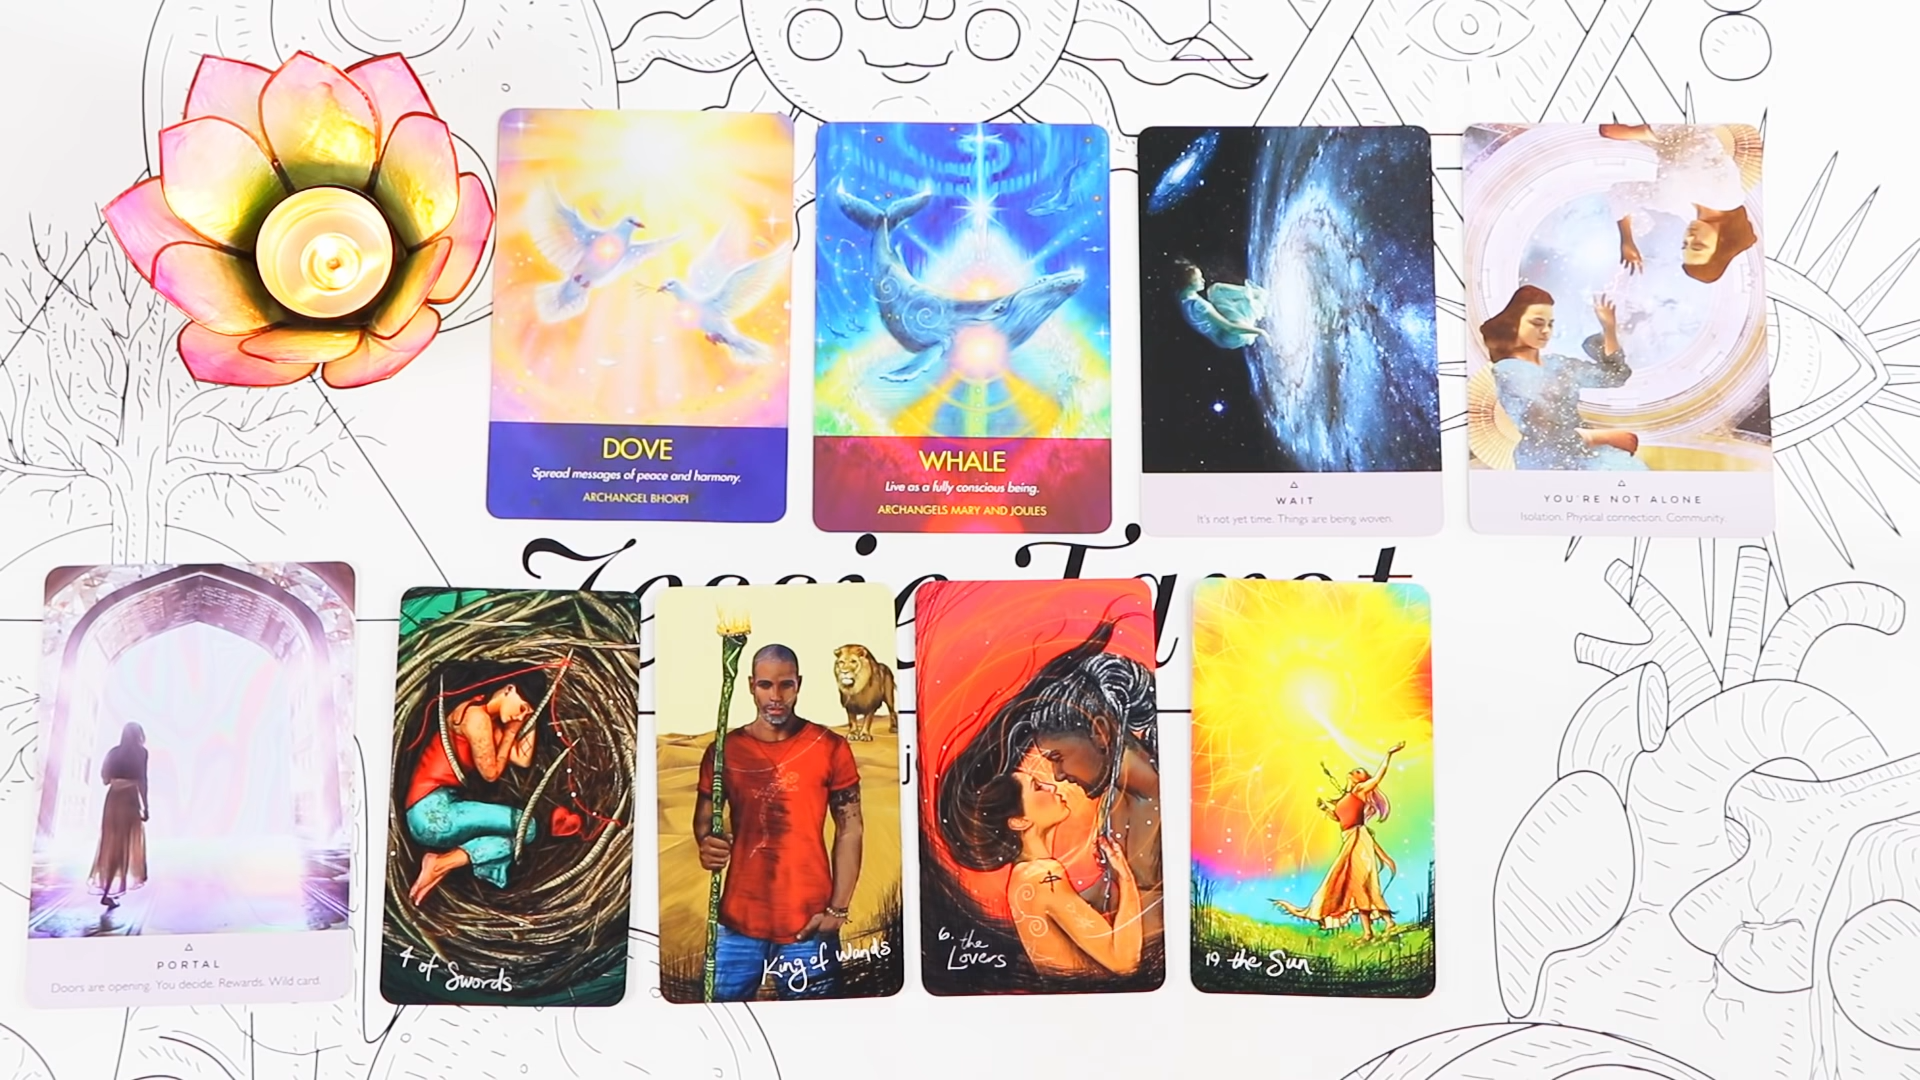 DOVE
Spread messages of peace and harmony.
ARCHANGEL BHOKPI
WHALE
Live as a fully conscious being.
ARCHANGELS MARY AND JOULES
WAIT
It's not yet time. Things are being woven.
YOU'RE NOT ALONE
Isolation. Physical connection. Community.
Jessie Tarot
PORTAL
Doors are opening. You decide. Rewards. Wild card.
4 of Swords
King of Wands
6. the
Lovers
19. the Sun